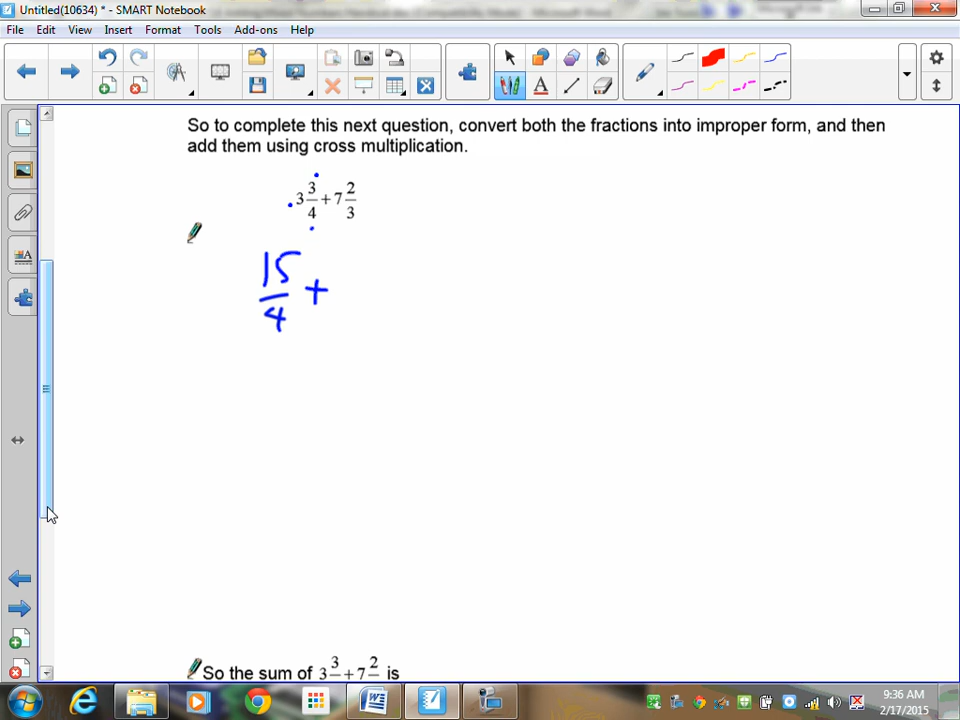 Untitled(10634) * - SMART Notebook
File Edit View Insert Format Tools Add-ons Help
So to complete this next question, convert both the fractions into improper form, and then
add them using cross multiplication.
3 3/4 + 7 2/3
15/4 +
So the sum of 3 3/ + 7 2/ is
9:36 AM
2/17/2015